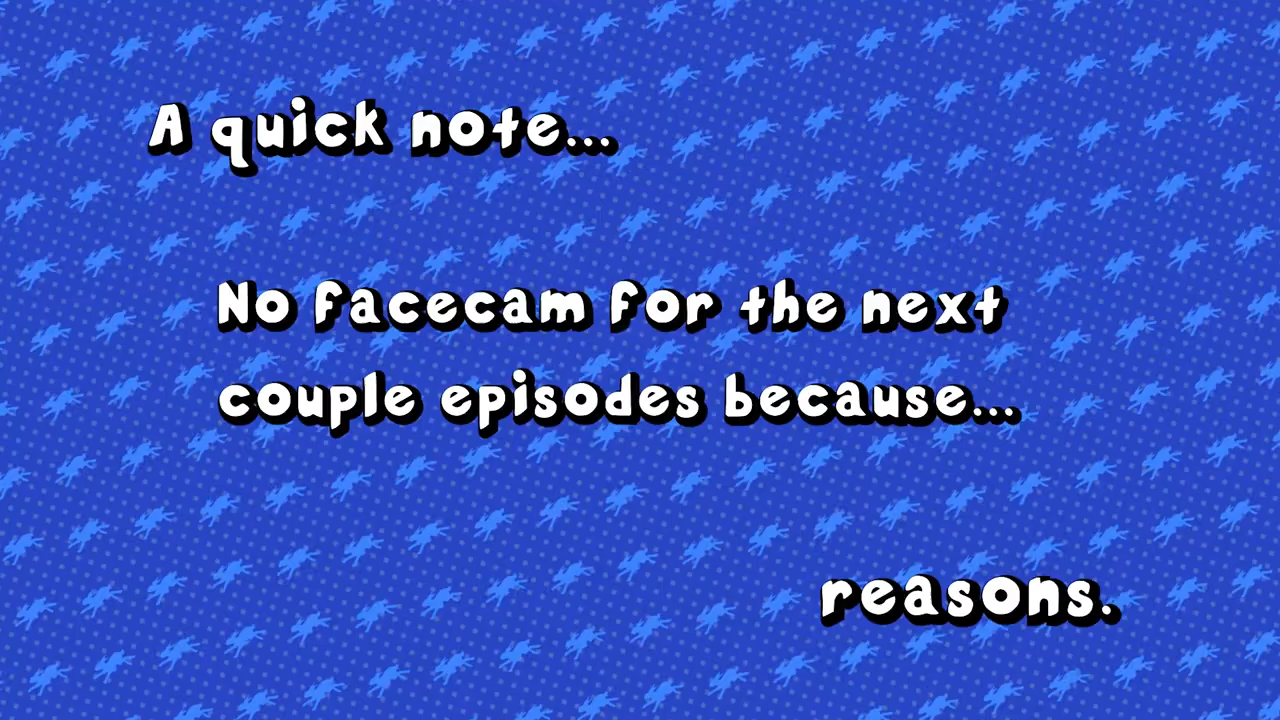 A quick note...
No facecam for the next
couple episodes because...
reasons.